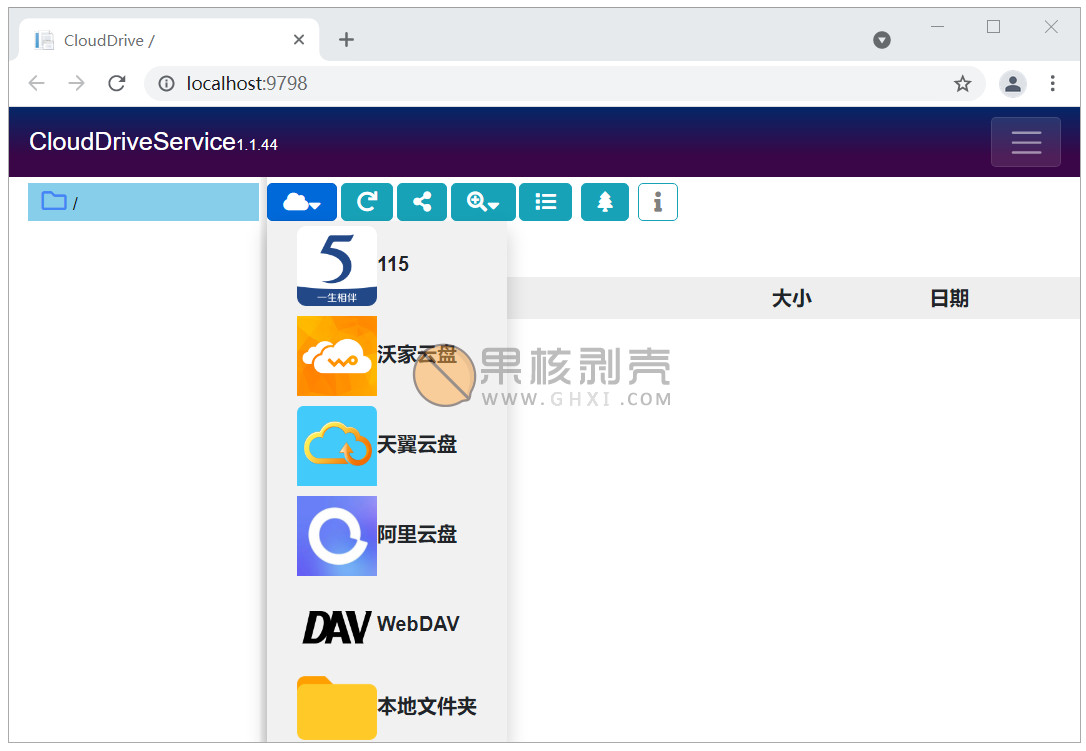 CloudDrive /
localhost:9798
CloudDriveService1.1.44
/
115
一生相伴
大小
日期
沃家云盘
果核剥壳
WWW.GHXI.COM
天翼云盘
阿里云盘
DAV
WebDAV
本地文件夹